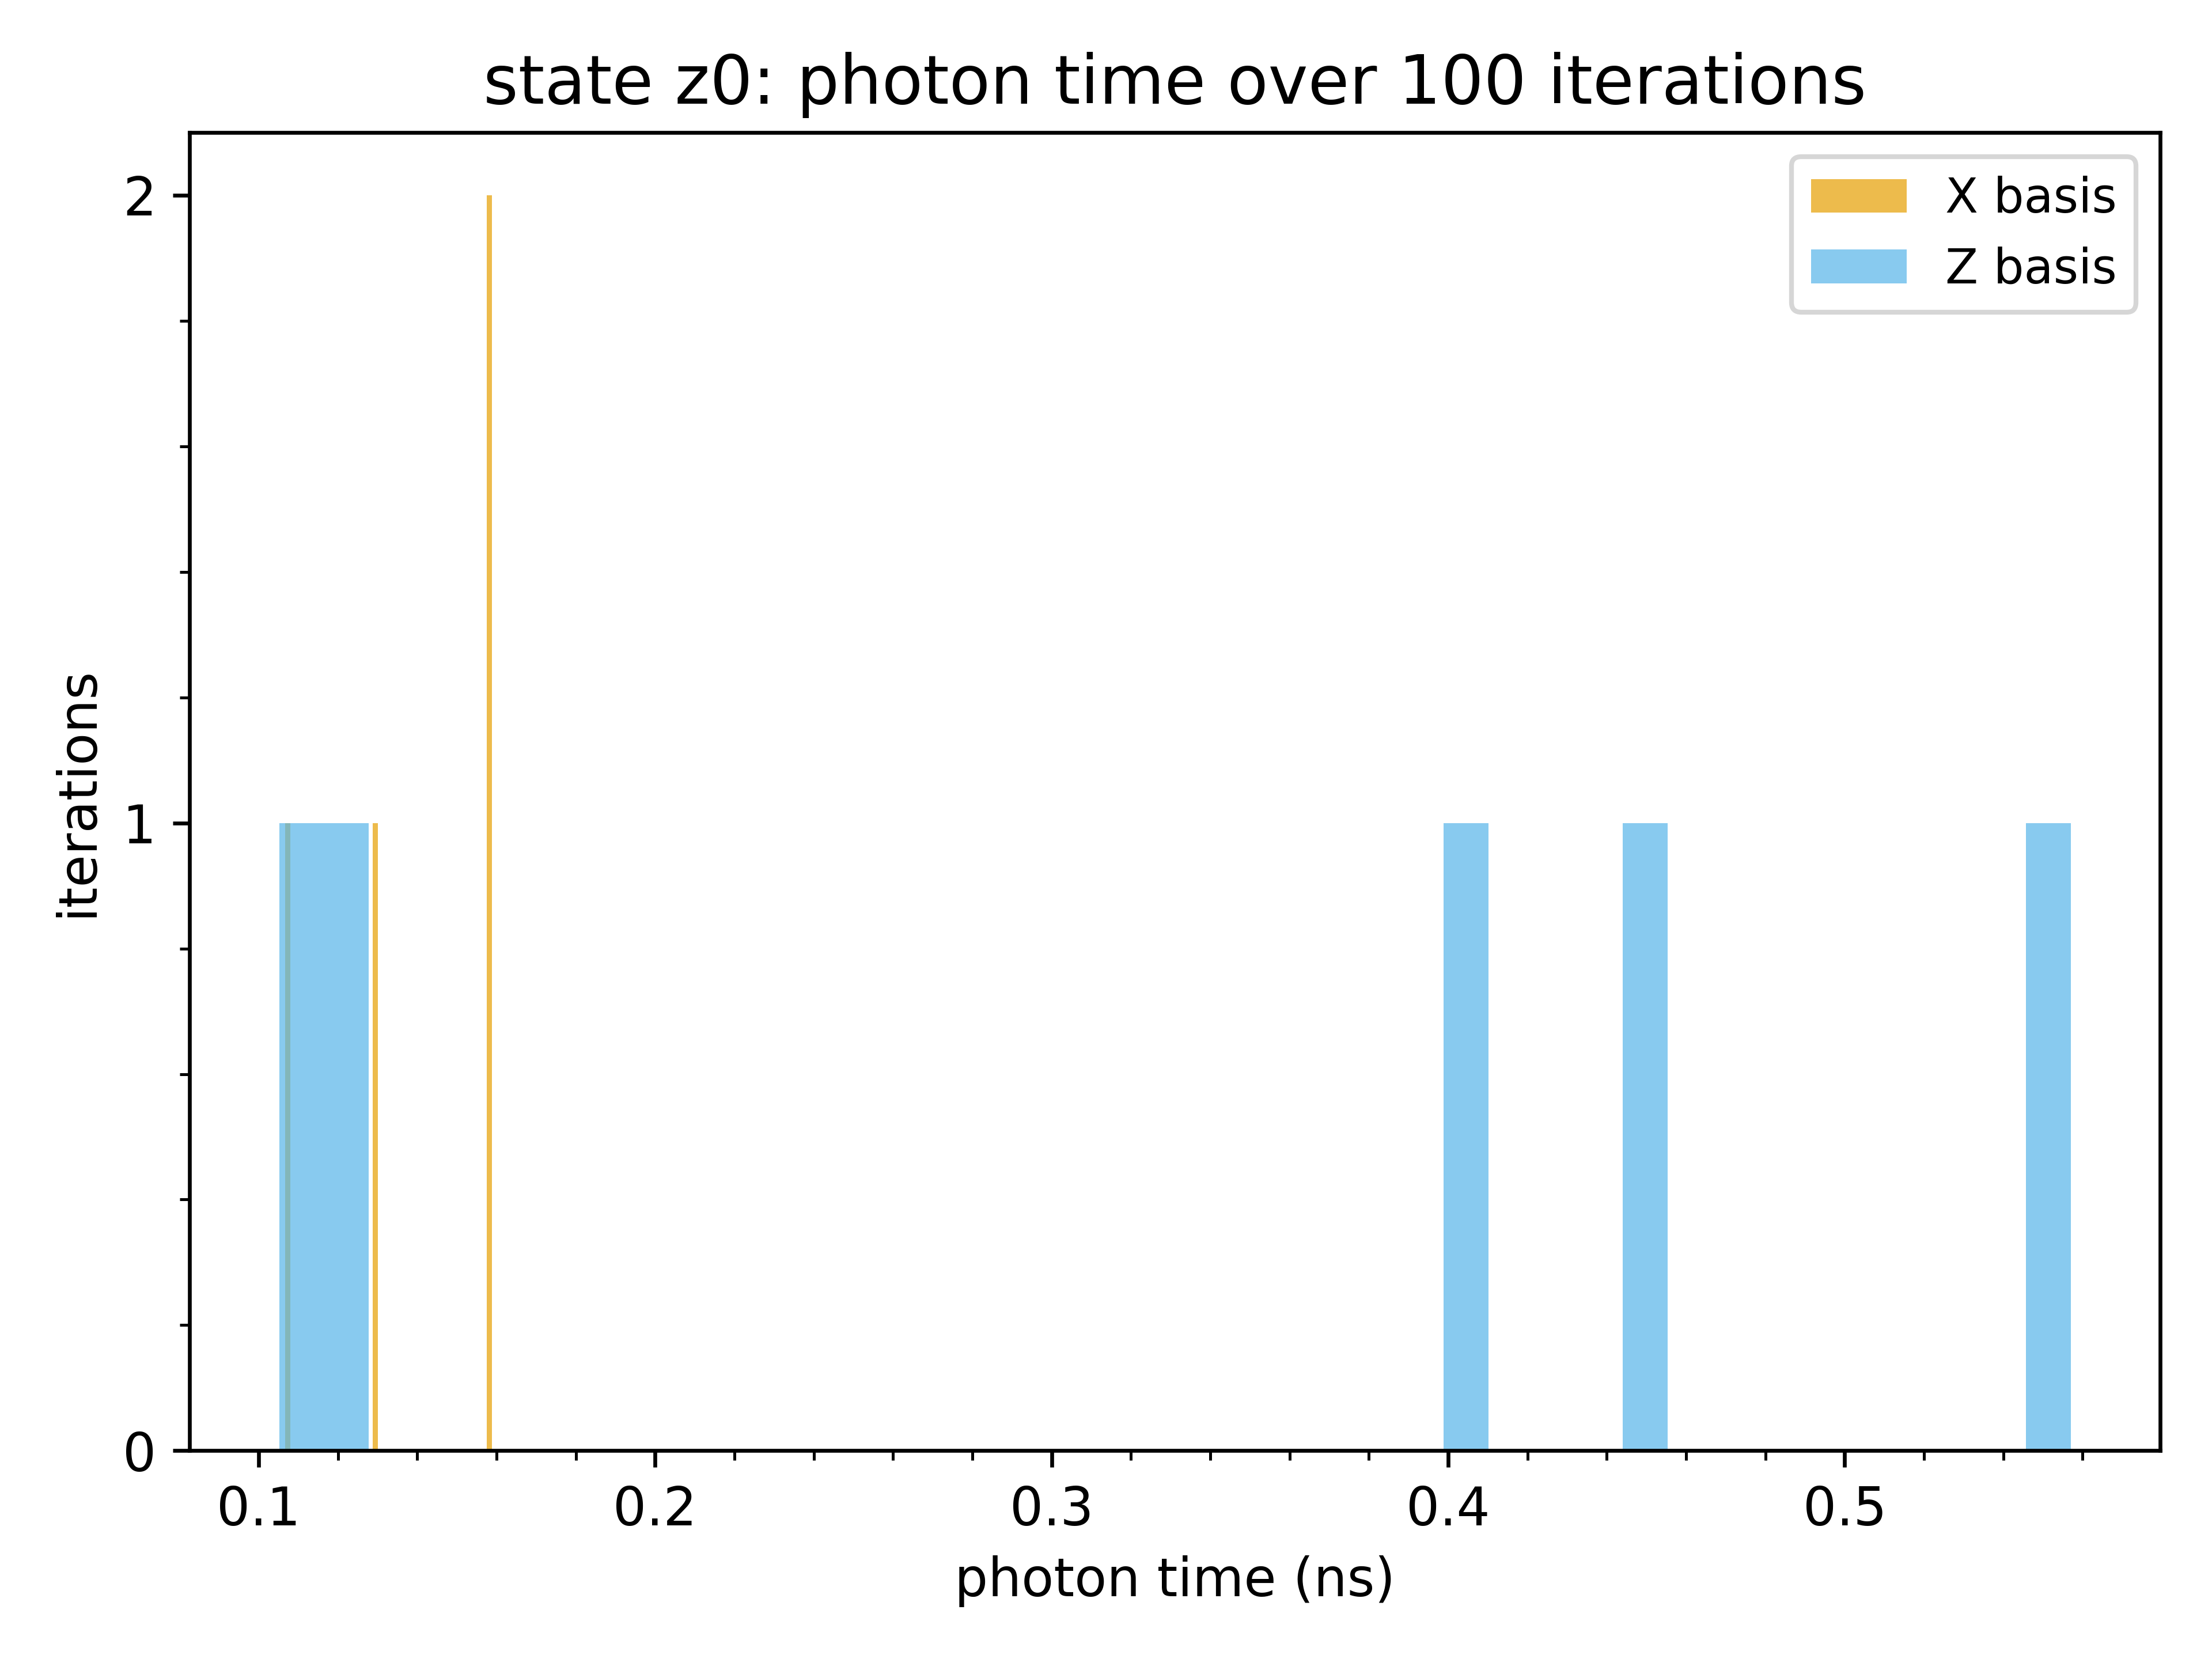 state z0: photon time over 100 iterations
X basis
Z basis
2
1
0
iterations
0.1 0.2 0.3 0.4 0.5
photon time (ns)